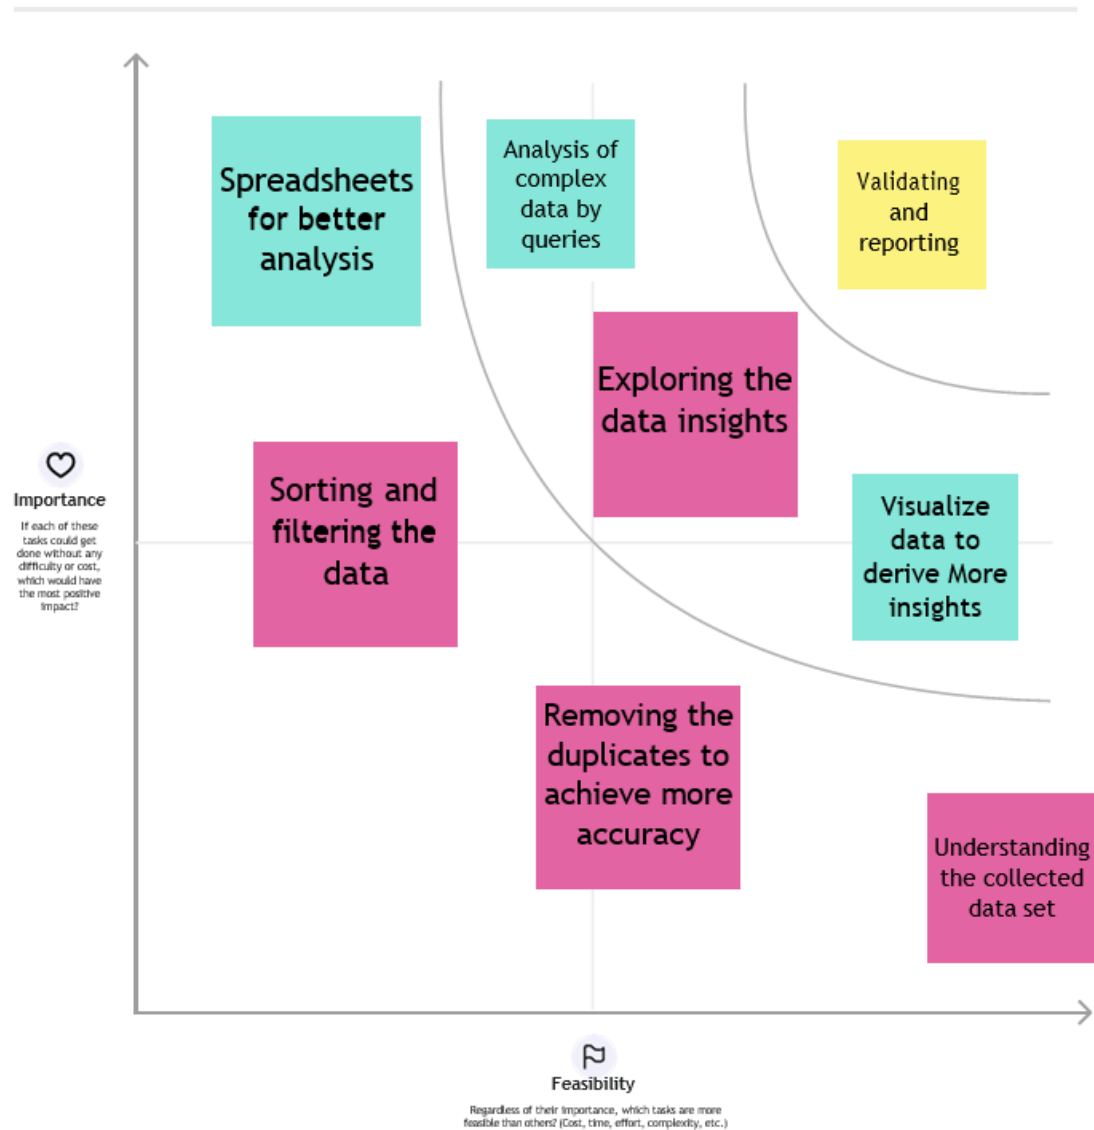 Spreadsheets
for better
analysis
Analysis of
complex
data by
queries
Validating
and
reporting
Exploring the
data insights
Sorting and
filtering the
data
Importance
If each of these
tasks could get
done without any
difficulty or cost,
which would have
the most positive
impact?
Visualize
data to
derive More
insights
Removing the
duplicates to
achieve more
accuracy
Understanding
the collected
data set
Feasibility
Regardless of their importance, which tasks are more
feasible than others? (Cost, time, effort, complexity, etc.)